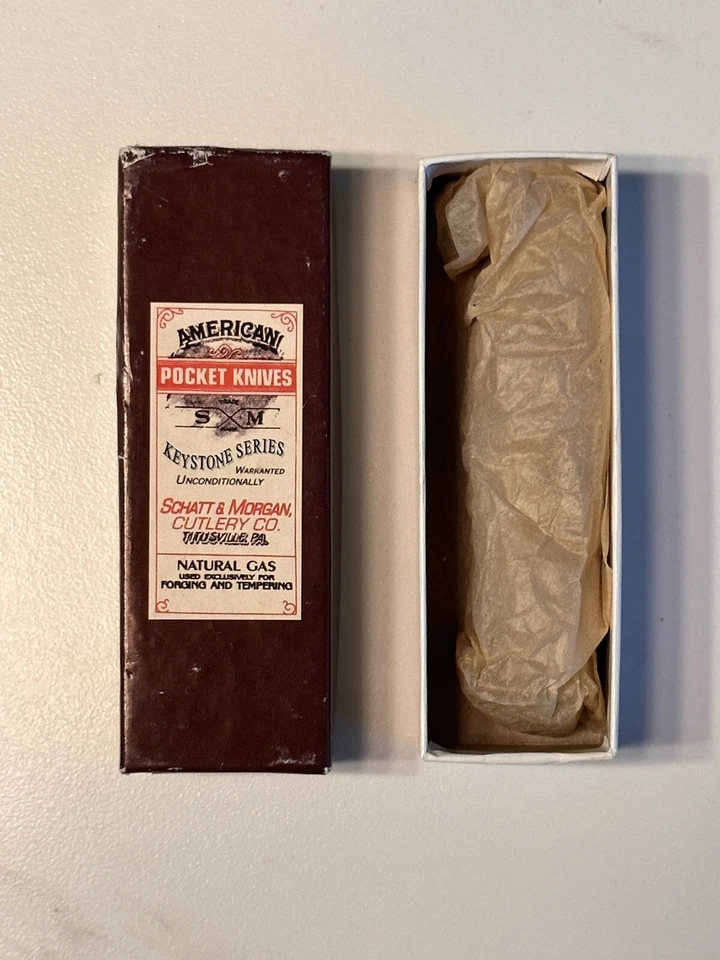 AMERICAN
POCKET KNIVES
TRADE
S M
MARK
KEYSTONE SERIES
WARRANTED
UNCONDITIONALLY
SCHATT & MORGAN,
CUTLERY CO.
TITUSVILLE, PA.
NATURAL GAS
USED EXCLUSIVELY FOR
FORGING AND TEMPERING